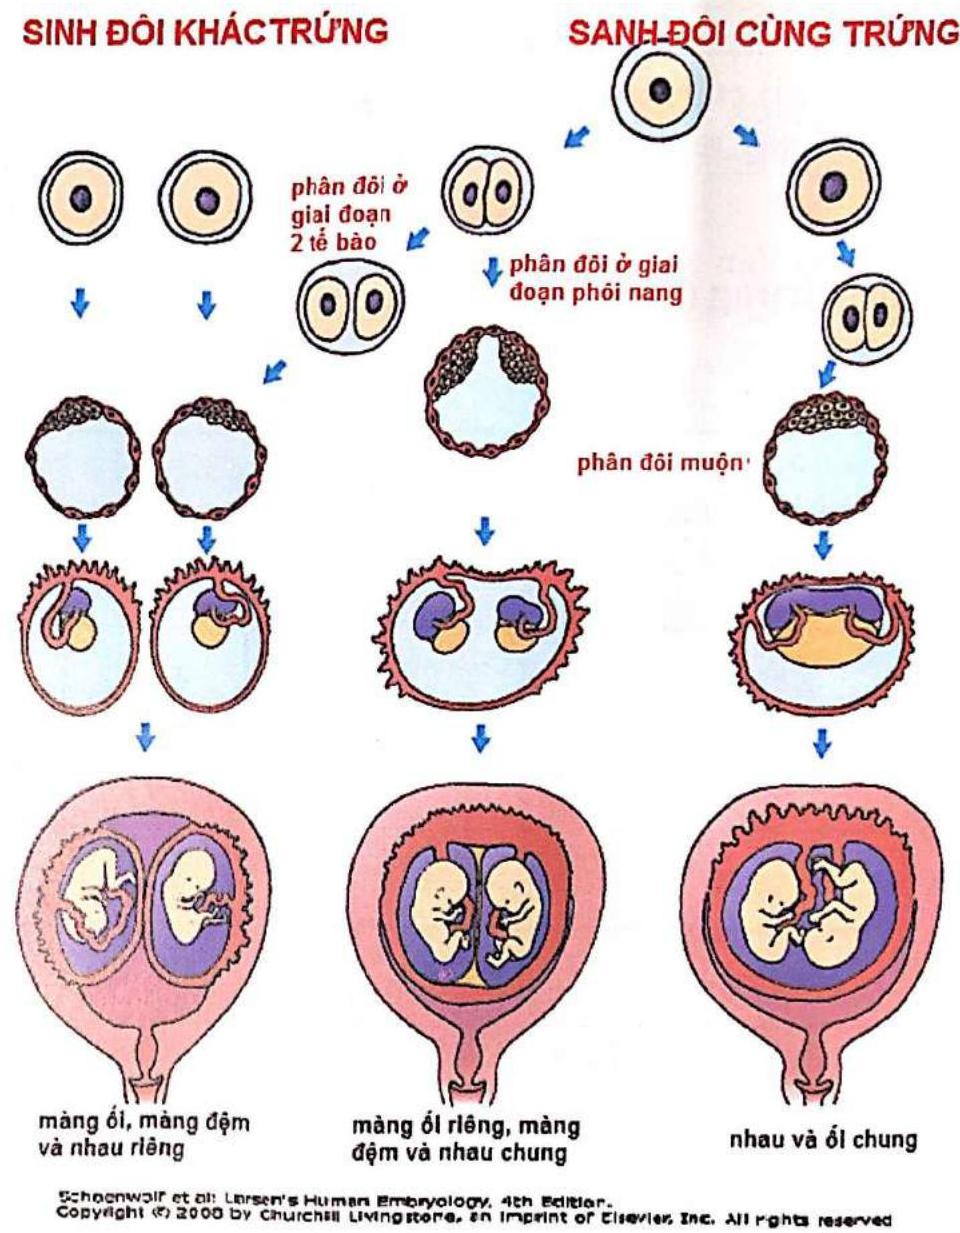 SINH ĐÔI KHÁC TRỨNG
SANH ĐÔI CÙNG TRỨNG
phân đôi ở
giai đoạn
2 tế bào
phân đôi ở giai
đoạn phôi nang
phân đôi muộn
màng ối, màng đệm
và nhau riêng
màng ối riêng, màng
đệm và nhau chung
nhau và ối chung
Schoenwolf et al: Larsen's Human Embryology, 4th Edition.
Copyright © 2000 by Churchill Livingstone, an imprint of Elsevier, Inc. All rights reserved